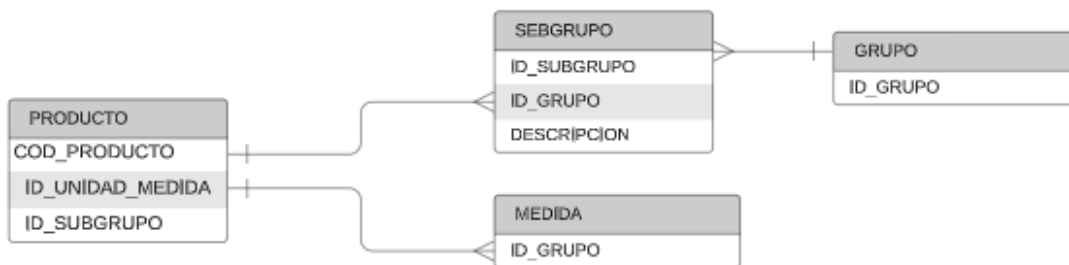 SEBGRUPO
ID_SUBGRUPO
ID_GRUPO
DESCRIPCION
GRUPO
ID_GRUPO
PRODUCTO
COD_PRODUCTO
ID_UNIDAD_MEDIDA
ID_SUBGRUPO
MEDIDA
ID_GRUPO